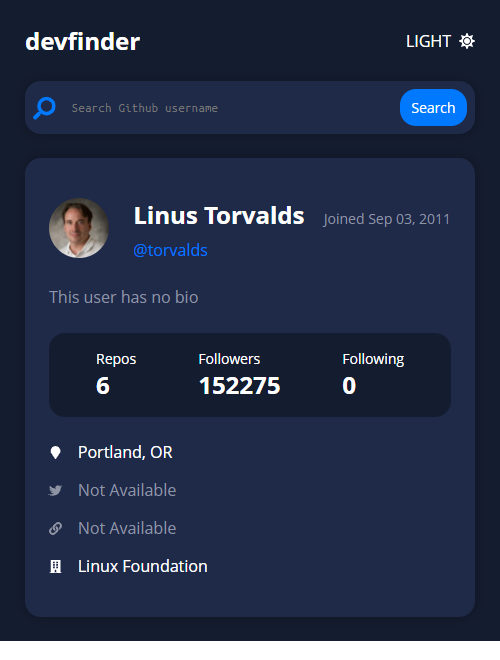 devfinder
LIGHT
Search Github username
Search
Linus Torvalds
Joined Sep 03, 2011
@torvalds
This user has no bio
Repos
Followers
Following
6
152275
0
Portland, OR
Not Available
Not Available
Linux Foundation